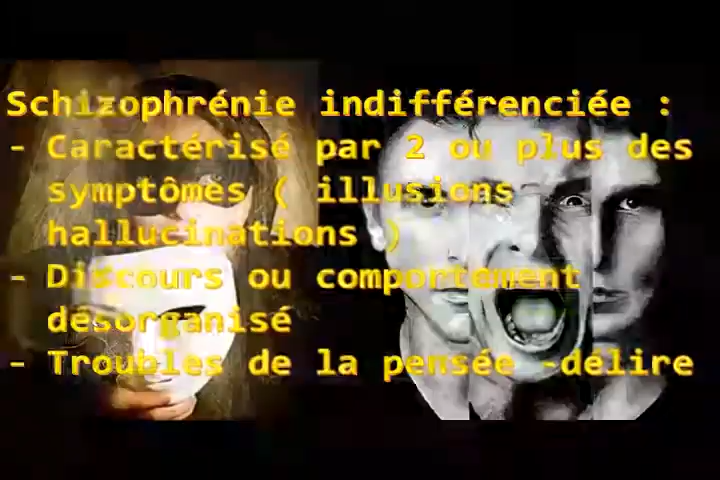 Schizophrénie indifférenciée :
- Caractérisé par 2 ou plus des
symptômes ( illusions
hallucinations )
- Discours ou comportement
désorganisé
- Troubles de la pensée -délire